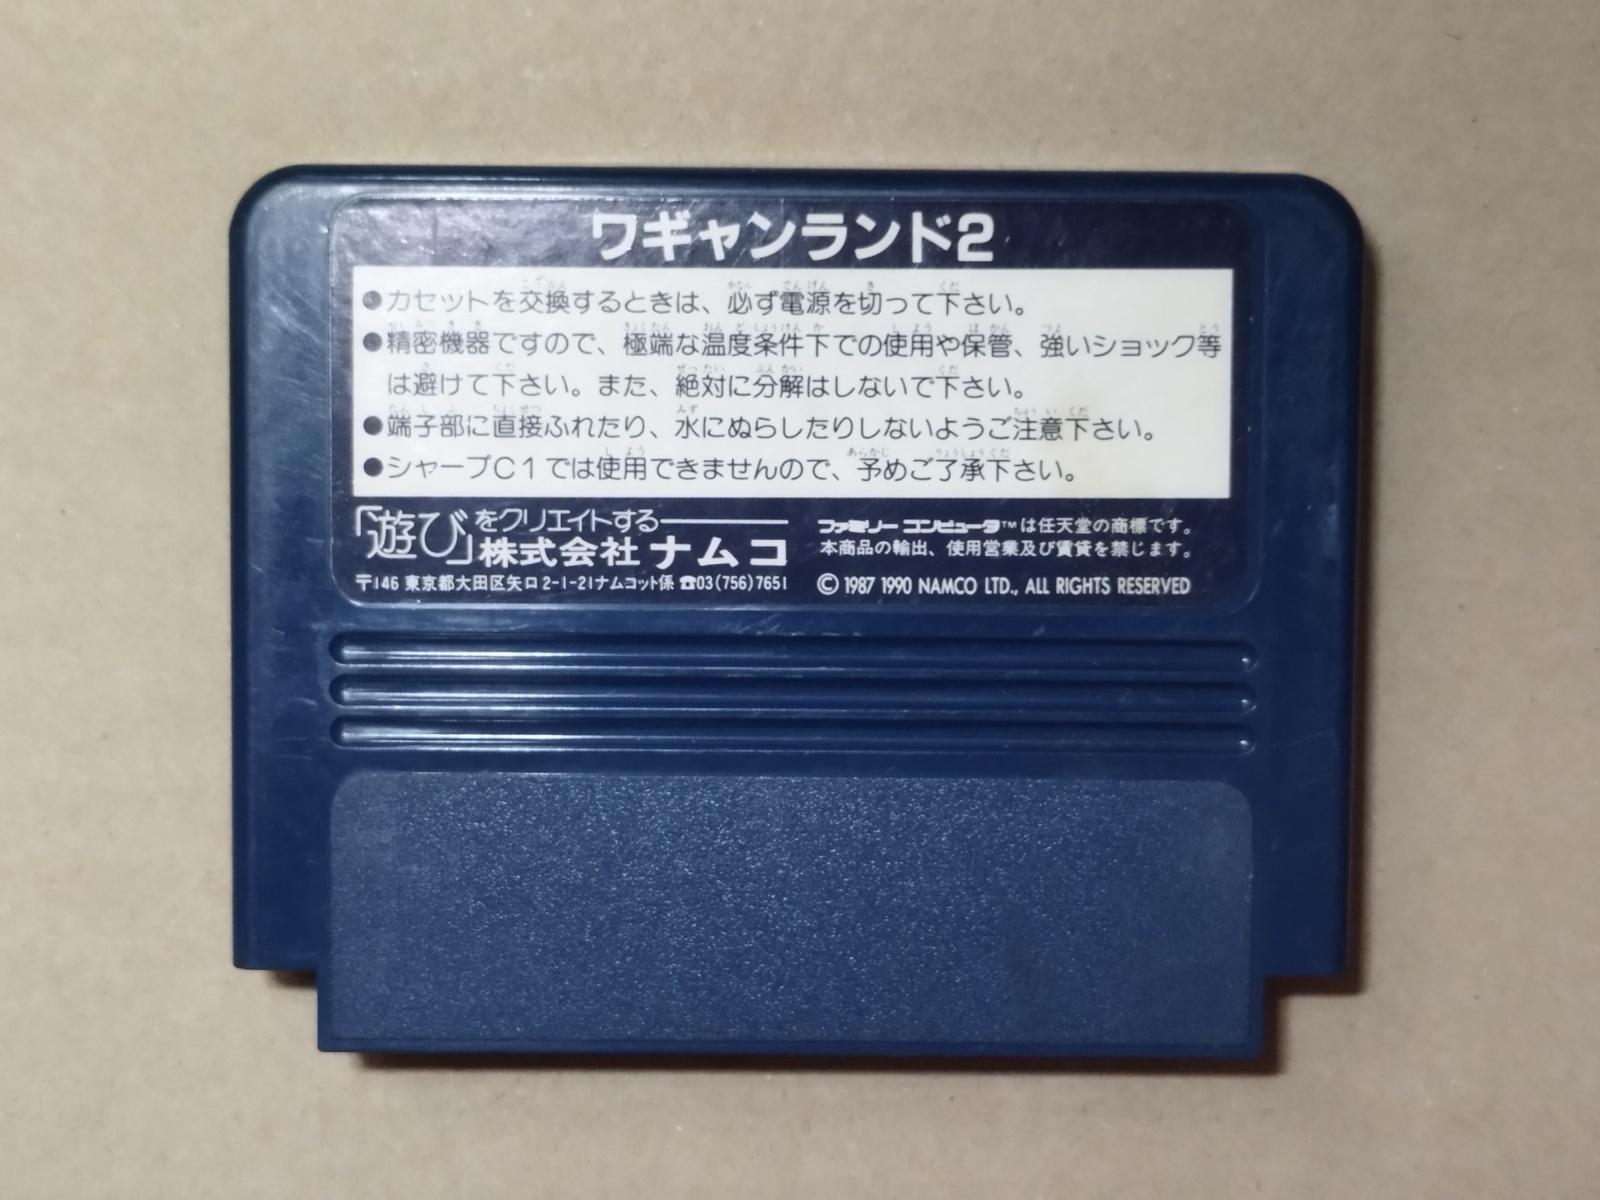 ワギャンランド2
●カセットを交換するときは、必ず電源を切って下さい。
●精密機器ですので、極端な温度条件下での使用や保管、強いショック等
は避けて下さい。また、絶対に分解はしないで下さい。
●端子部に直接ふれたり、水にぬらしたりしないようご注意下さい。
●シャープC1では使用できませんので、予めご了承下さい。
「遊び」をクリエイトする
株式会社ナムコ
〒146 東京都大田区矢口2-1-21ナムコット係 ☎03(756)7651
ファミリーコンピュータ™は任天堂の商標です。
本商品の輸出、使用営業及び賃貸を禁じます。
© 1987 1990 NAMCO LTD., ALL RIGHTS RESERVED